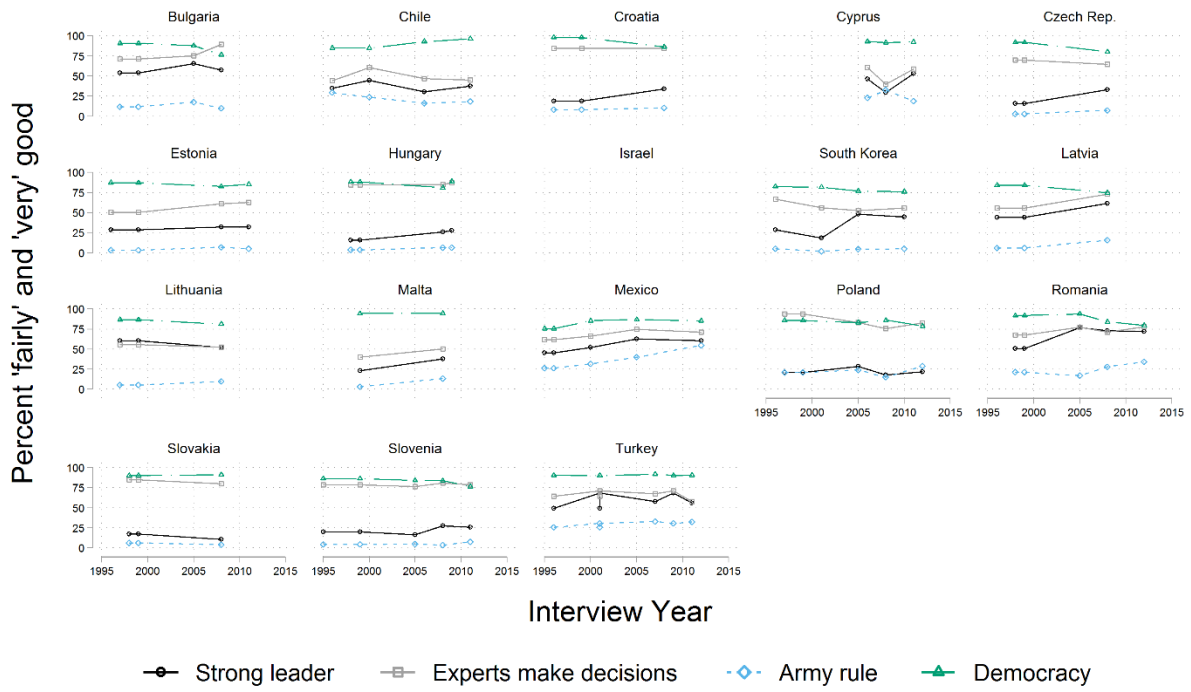 Bulgaria Chile Croatia Cyprus Czech Rep.
100
75
50
25
0
Estonia Hungary Israel South Korea Latvia
100
75
50
25
0
Lithuania Malta Mexico Poland Romania
100
75
50
25
0
1995 2000 2005 2010 2015 1995 2000 2005 2010 2015
Slovakia Slovenia Turkey
100
75
50
25
0
1995 2000 2005 2010 2015 1995 2000 2005 2010 2015 1995 2000 2005 2010 2015
Percent 'fairly' and 'very' good
Interview Year
Strong leader Experts make decisions Army rule Democracy